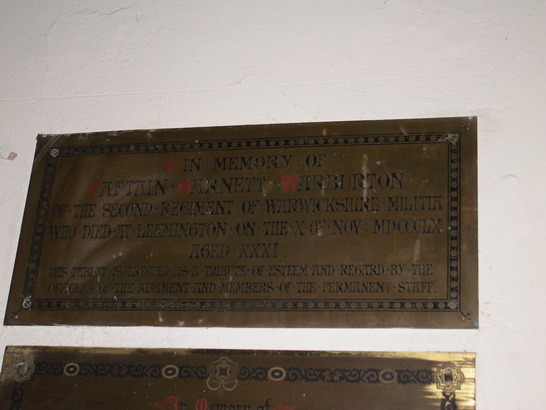 IN · MEMORY · OF
CAPTAIN · GARNETT · WARBURTON
OF · THE · SECOND · REGIMENT · OF · WARWICKSHIRE · MILITIA
WHO · DIED · AT · LEAMINGTON · ON · THE · X · OF · NOV · MDCCCLX
AGED · XXXI ·
THIS · TABLET · IS · ERECTED · AS · A · TRIBUTE · OF · ESTEEM · AND · REGARD · BY · THE
OFFICERS · OF · THE · REGIMENT · AND · MEMBERS · OF · THE · PERMANENT · STAFF ·
In Memory of